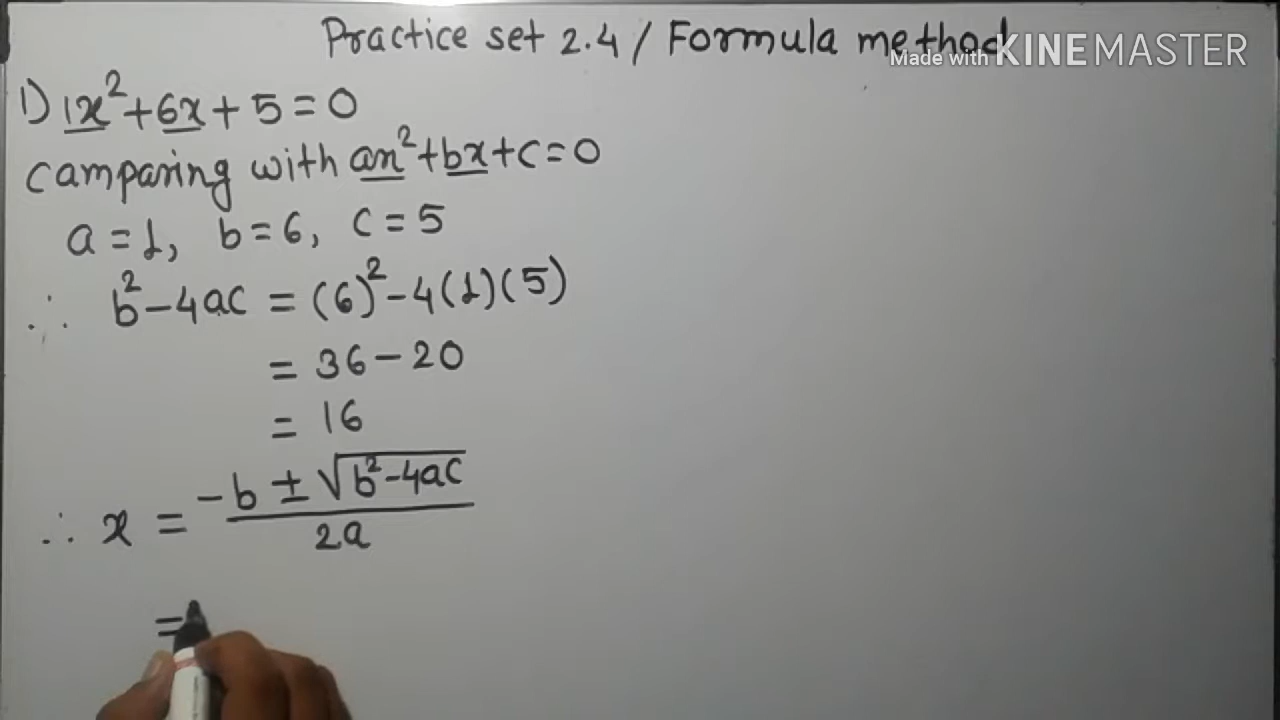 Practice set 2.4 / Formula method
Made with KINEMASTER
1) 1x²+6x+5=0
camparing with ax²+bx+c=0
a=1, b=6, c=5
∴ b²-4ac = (6)²-4(1)(5)
= 36-20
= 16
∴ x = -b ± √b²-4ac / 2a
=